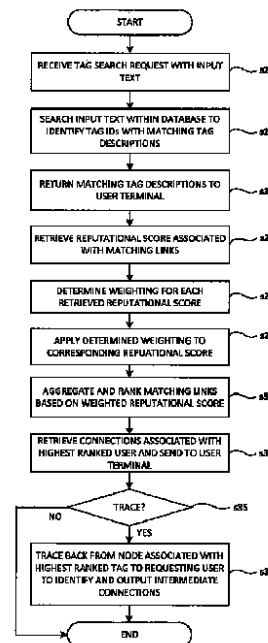 START
RECEIVE TAG SEARCH REQUEST WITH INPUT
TEXT
SEARCH INPUT TEXT WITHIN DATABASE TO
IDENTIFY TAG IDs WITH MATCHING TAG
DESCRIPTIONS
RETURN MATCHING TAG DESCRIPTIONS TO
USER TERMINAL
RETRIEVE REPUTATIONAL SCORE ASSOCIATED
WITH MATCHING LINKS
DETERMINE WEIGHTING FOR EACH
RETRIEVED REPUTATIONAL SCORE
APPLY DETERMINED WEIGHTING TO
CORRESPONDING REPUATIONAL SCORE
AGGREGATE AND RANK MATCHING LINKS
BASED ON WEIGHTED REPUTATIONAL SCORE
RETRIEVE CONNECTIONS ASSOCIATED WITH
HIGHEST RANKED USER AND SEND TO USER
TERMINAL
TRACE?
s35
NO
YES
TRACE BACK FROM NODE ASSOCIATED WITH
HIGHEST RANKED TAG TO REQUESTING USER
TO IDENTIFY AND OUTPUT INTERMEDIATE
CONNECTIONS
END